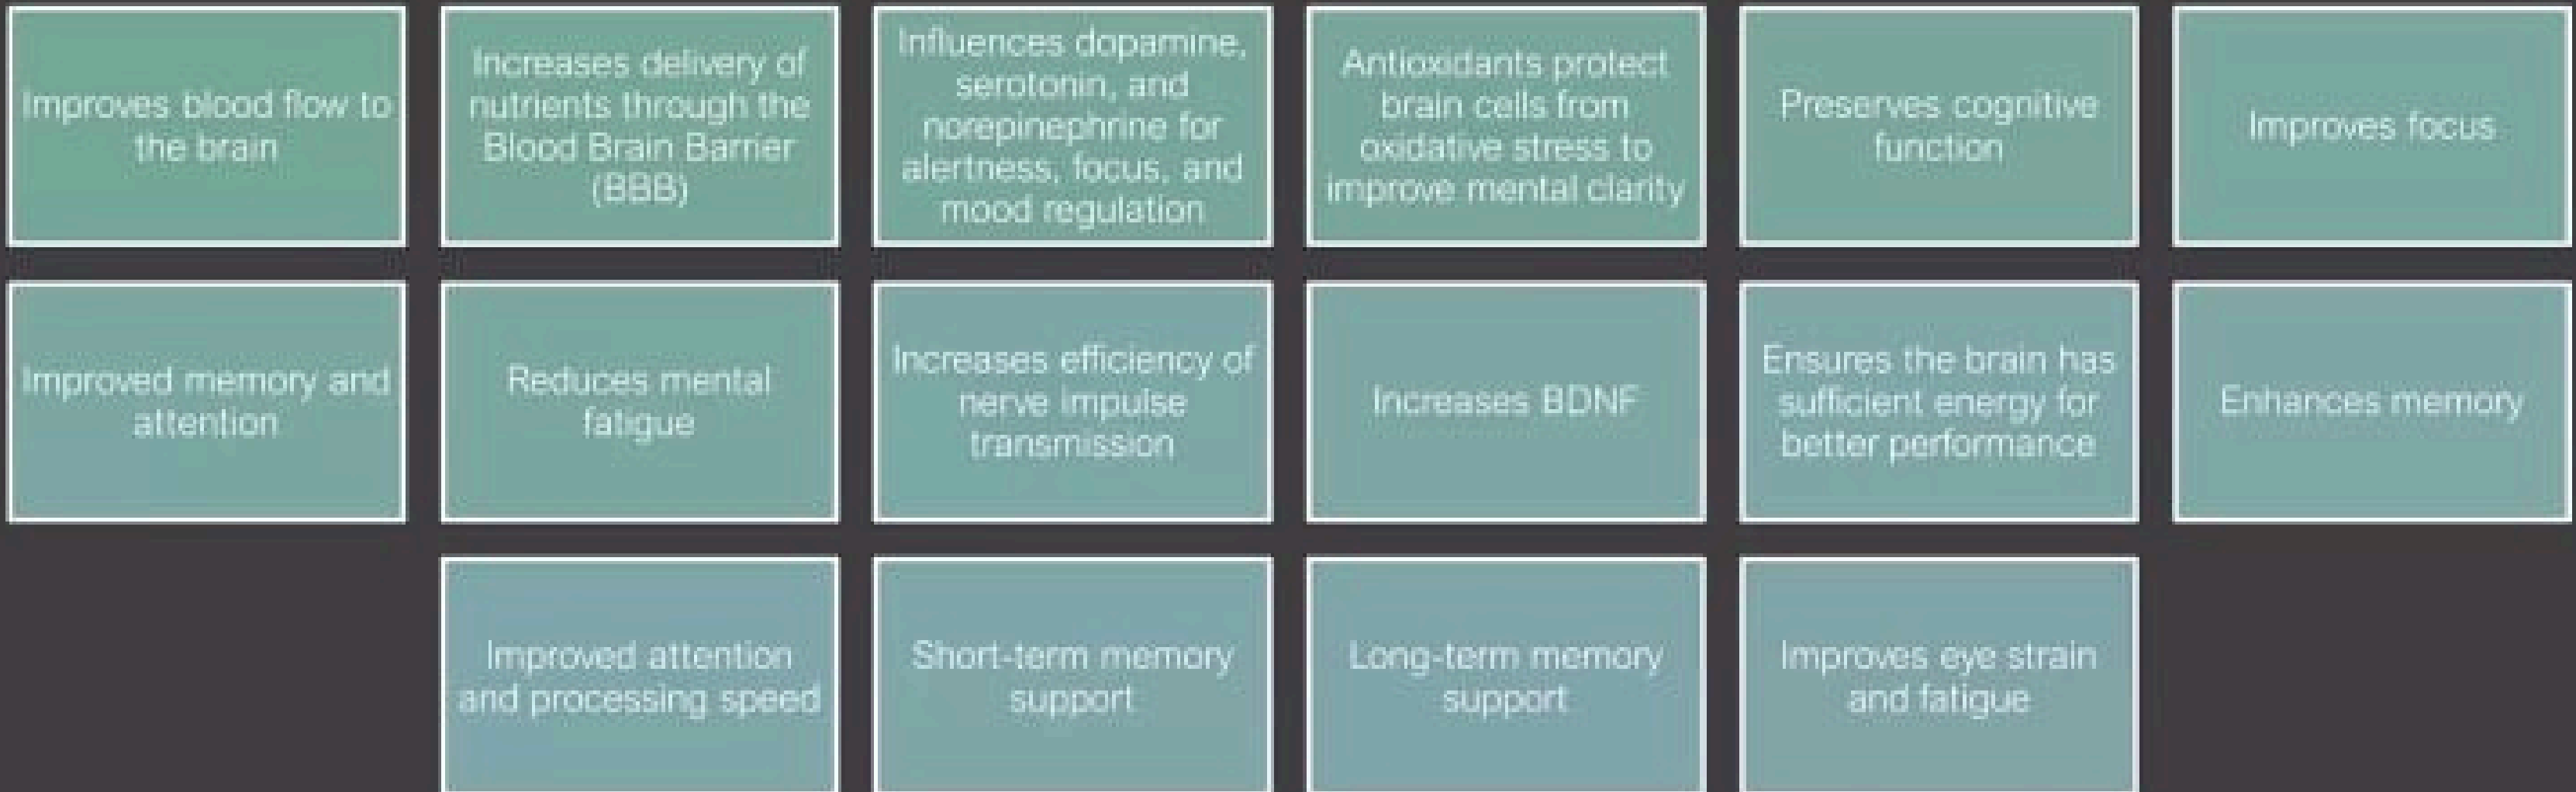 Improves blood flow to
the brain
Increases delivery of
nutrients through the
Blood Brain Barrier
(BBB)
Influences dopamine,
serotonin, and
norepinephrine for
alertness, focus, and
mood regulation
Antioxidants protect
brain cells from
oxidative stress to
improve mental clarity
Preserves cognitive
function
Improves focus
Improved memory and
attention
Reduces mental
fatigue
Increases efficiency of
nerve impulse
transmission
Increases BDNF
Ensures the brain has
sufficient energy for
better performance
Enhances memory
Improved attention
and processing speed
Short-term memory
support
Long-term memory
support
Improves eye strain
and fatigue